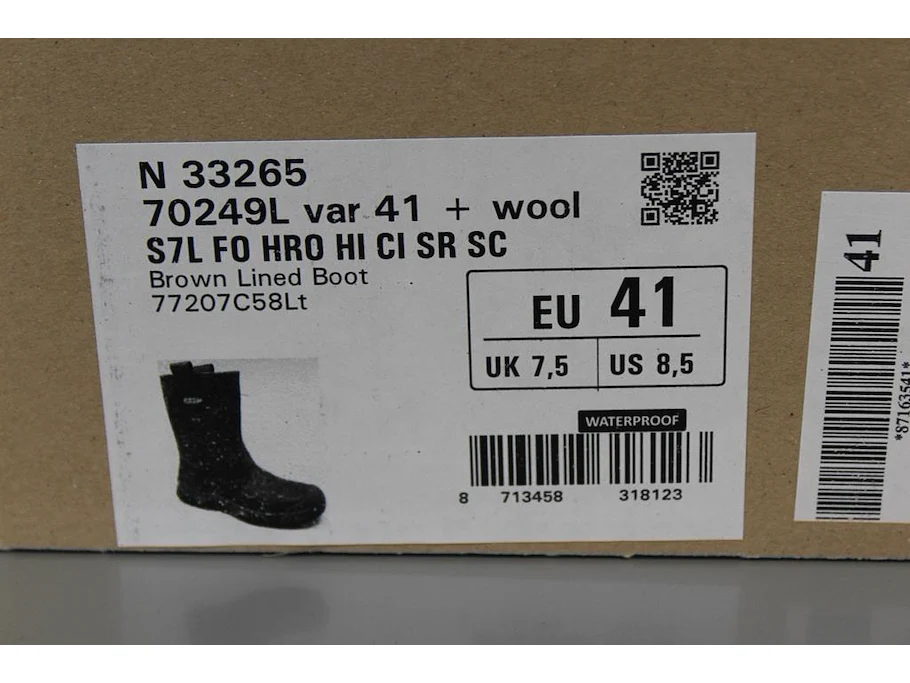 N 33265
70249L var 41 + wool
S7L FO HRO HI CI SR SC
Brown Lined Boot
77207C58Lt
EU 41
UK 7,5 US 8,5
WATERPROOF
8 713458 318123
41
*87163541*